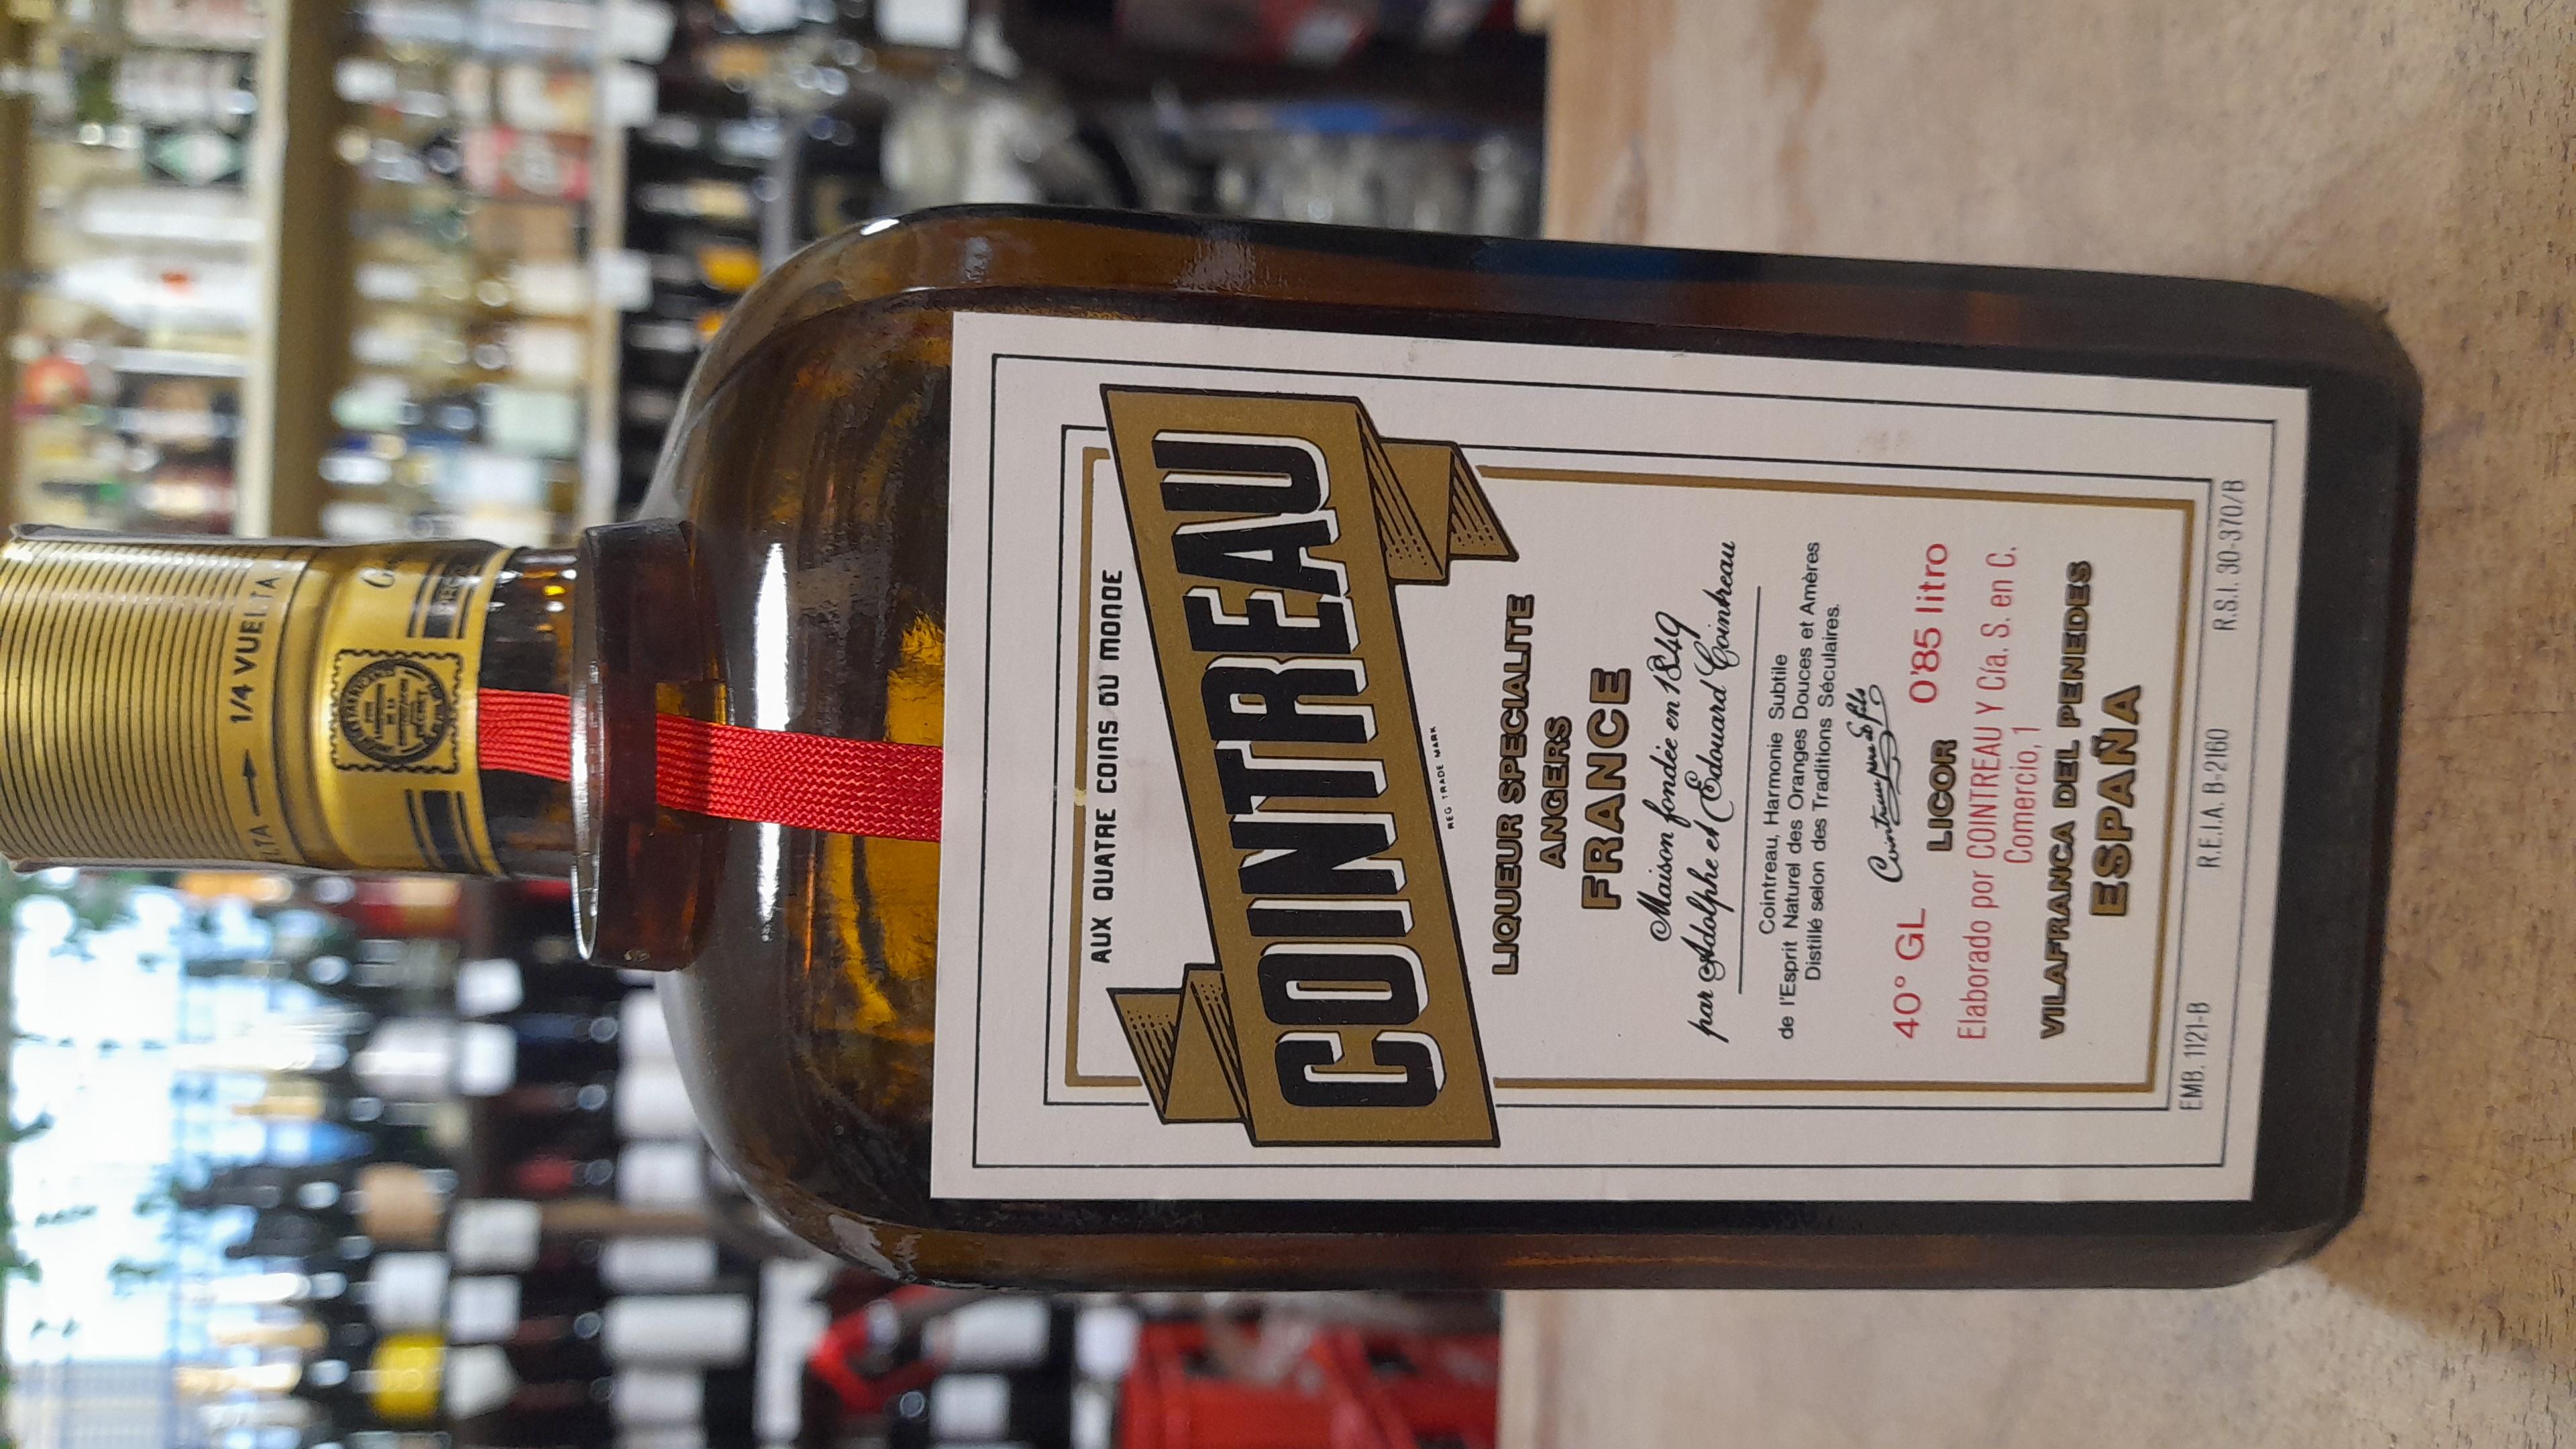 1/4 VUELTA
AUX QUATRE COINS DU MONDE
COINTREAU
REG TRADE MARK
LIQUEUR SPECIALITE
ANGERS
FRANCE
Maison fondée en 1849
par Adolphe et Edouard Cointreau
Cointreau, Harmonie Subtile
de l'Esprit Naturel des Oranges Douces et Amères
Distillé selon des Traditions Séculaires.
Cointreau père & fils
40° GL LICOR 0'85 litro
Elaborado por COINTREAU Y Cía. S. en C.
Comercio, 1
VILAFRANCA DEL PENEDES
ESPAÑA
EMB. 1121-B R.E.I.A. B-2160 R.S.I. 30-370/B